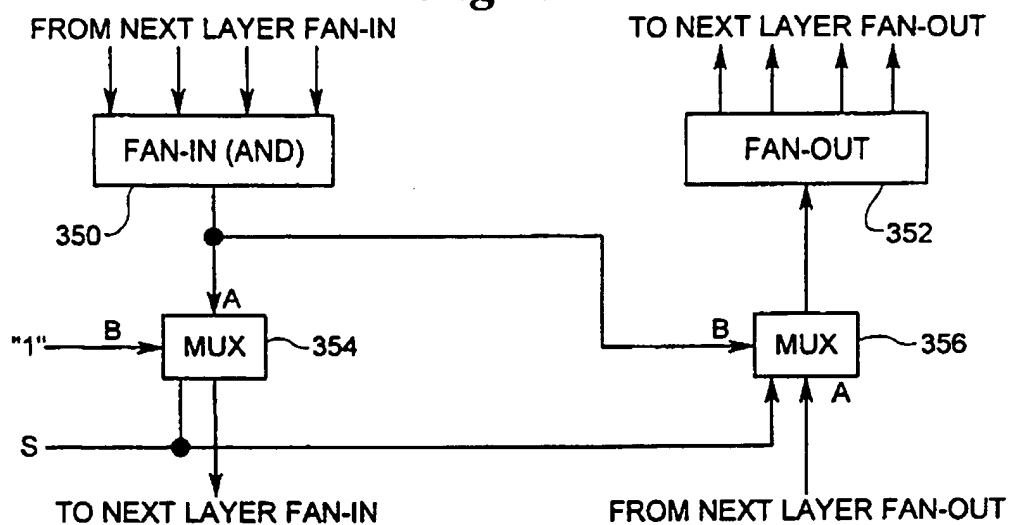 FROM NEXT LAYER FAN-IN
TO NEXT LAYER FAN-OUT
FAN-IN (AND)
FAN-OUT
350
352
A
"1"
B
MUX
354
B
MUX
356
A
S
TO NEXT LAYER FAN-IN
FROM NEXT LAYER FAN-OUT